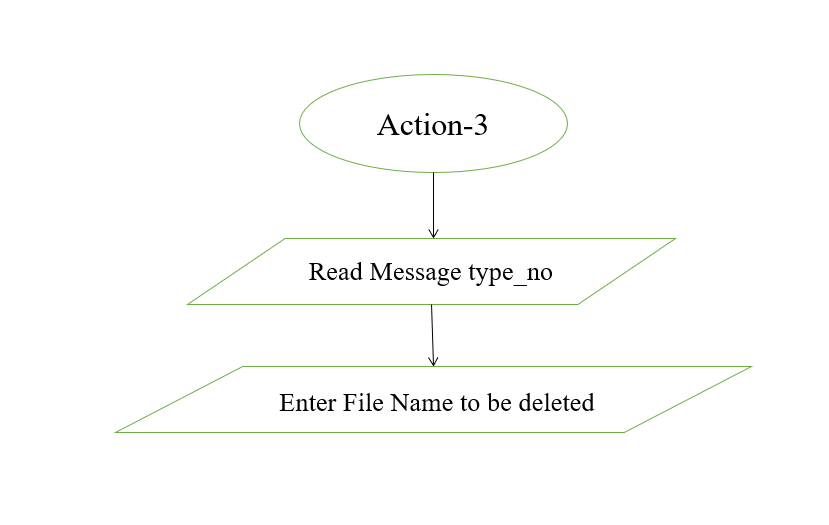 Action-3
Read Message type_no
Enter File Name to be deleted